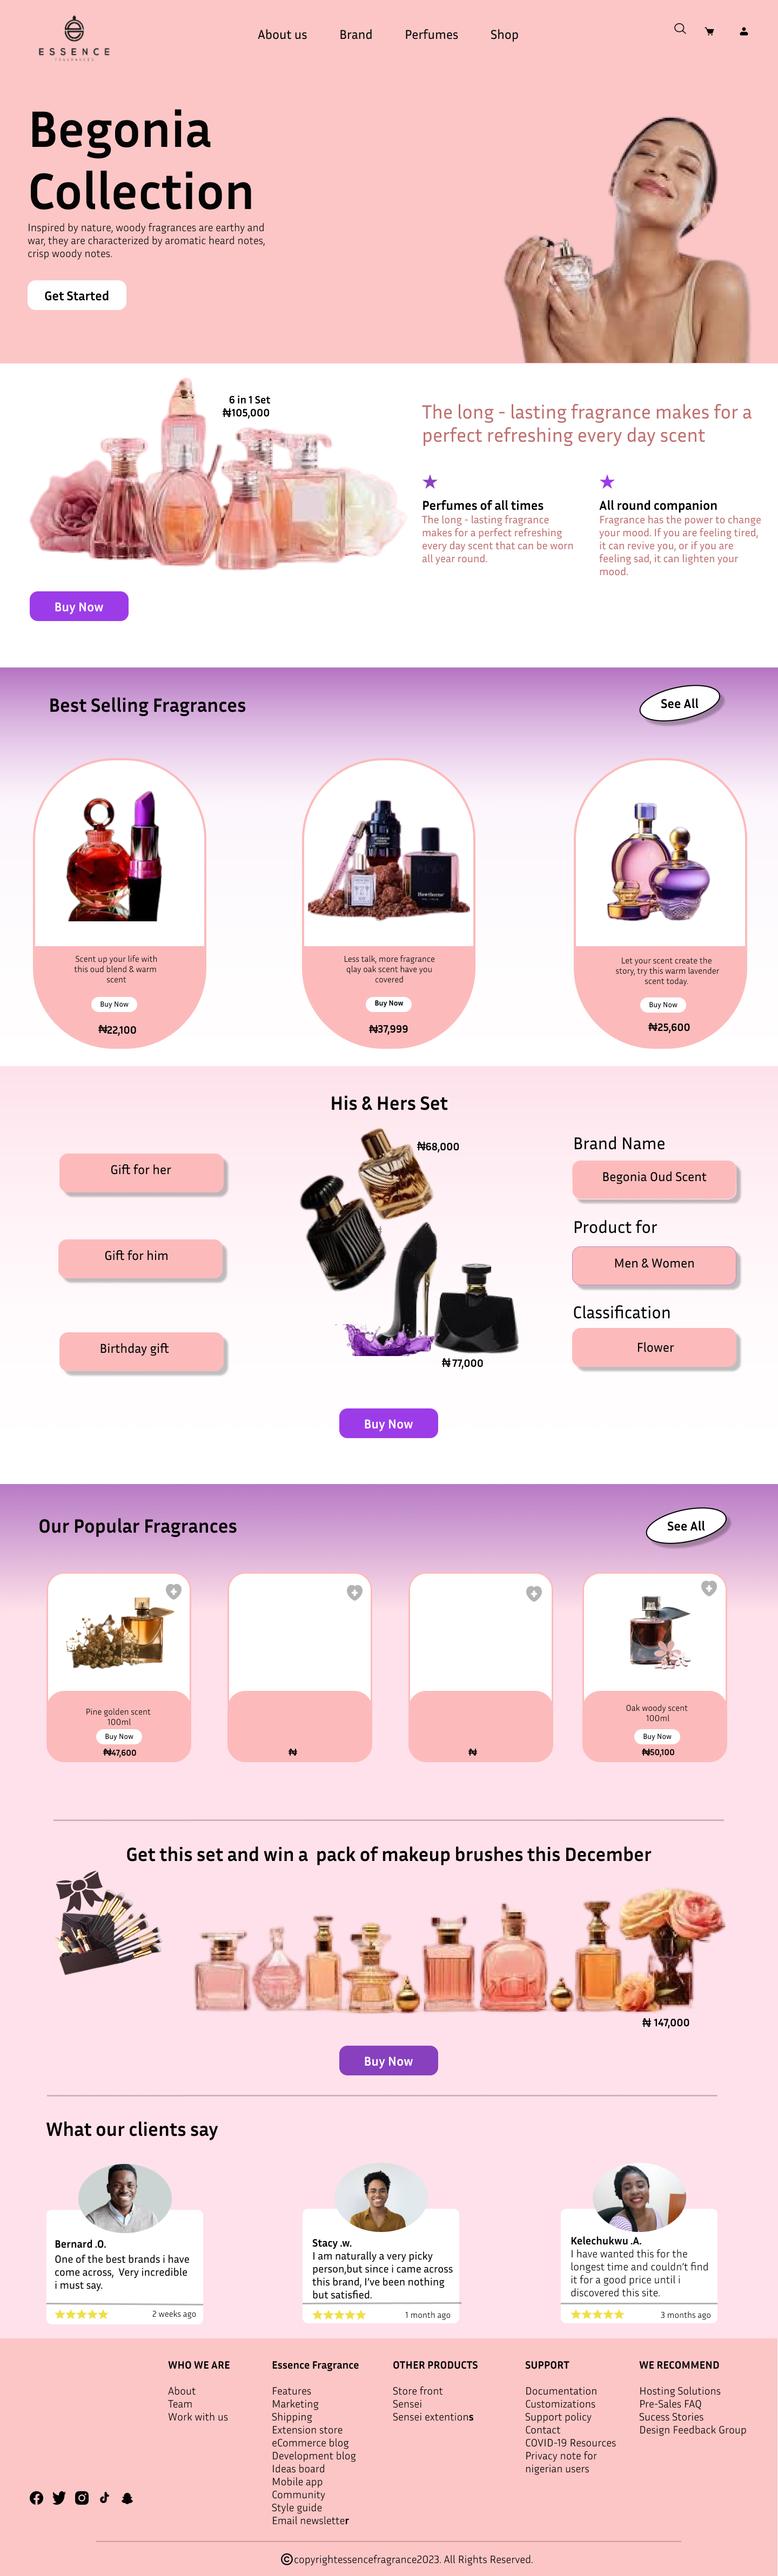 ESSENCE
FRAGRANCES
About us
Brand
Perfumes
Shop
Begonia
Collection
Inspired by nature, woody fragrances are earthy and
war, they are characterized by aromatic heard notes,
crisp woody notes.
Get Started
6 in 1 Set
₦105,000
The long - lasting fragrance makes for a
perfect refreshing every day scent
Perfumes of all times
The long - lasting fragrance
makes for a perfect refreshing
every day scent that can be worn
all year round.
All round companion
Fragrance has the power to change
your mood. If you are feeling tired,
it can revive you, or if you are
feeling sad, it can lighten your
mood.
Buy Now
Best Selling Fragrances
See All
Scent up your life with
this oud blend & warm
scent
Buy Now
₦22,100
Hawthorne
Less talk, more fragrance
qlay oak scent have you
covered
Buy Now
₦37,999
Let your scent create the
story, try this warm lavender
scent today.
Buy Now
₦25,600
His & Hers Set
Gift for her
Gift for him
Birthday gift
₦68,000
₦ 77,000
Buy Now
Brand Name
Begonia Oud Scent
Product for
Men & Women
Classification
Flower
Our Popular Fragrances
See All
Pine golden scent
100ml
Buy Now
₦47,600
₦
₦
Oak woody scent
100ml
Buy Now
₦50,100
Get this set and win a  pack of makeup brushes this December
₦ 147,000
Buy Now
What our clients say
Bernard .O.
One of the best brands i have
come across,  Very incredible
i must say.
2 weeks ago
Stacy .w.
I am naturally a very picky
person,but since i came across
this brand, I've been nothing
but satisfied.
1 month ago
Kelechukwu .A.
I have wanted this for the
longest time and couldn't find
it for a good price until i
discovered this site.
3 months ago
WHO WE ARE
About
Team
Work with us
Essence Fragrance
Features
Marketing
Shipping
Extension store
eCommerce blog
Development blog
Ideas board
Mobile app
Community
Style guide
Email newsletter
OTHER PRODUCTS
Store front
Sensei
Sensei extentions
SUPPORT
Documentation
Customizations
Support policy
Contact
COVID-19 Resources
Privacy note for
nigerian users
WE RECOMMEND
Hosting Solutions
Pre-Sales FAQ
Sucess Stories
Design Feedback Group
©copyrightessencefragrance2023. All Rights Reserved.